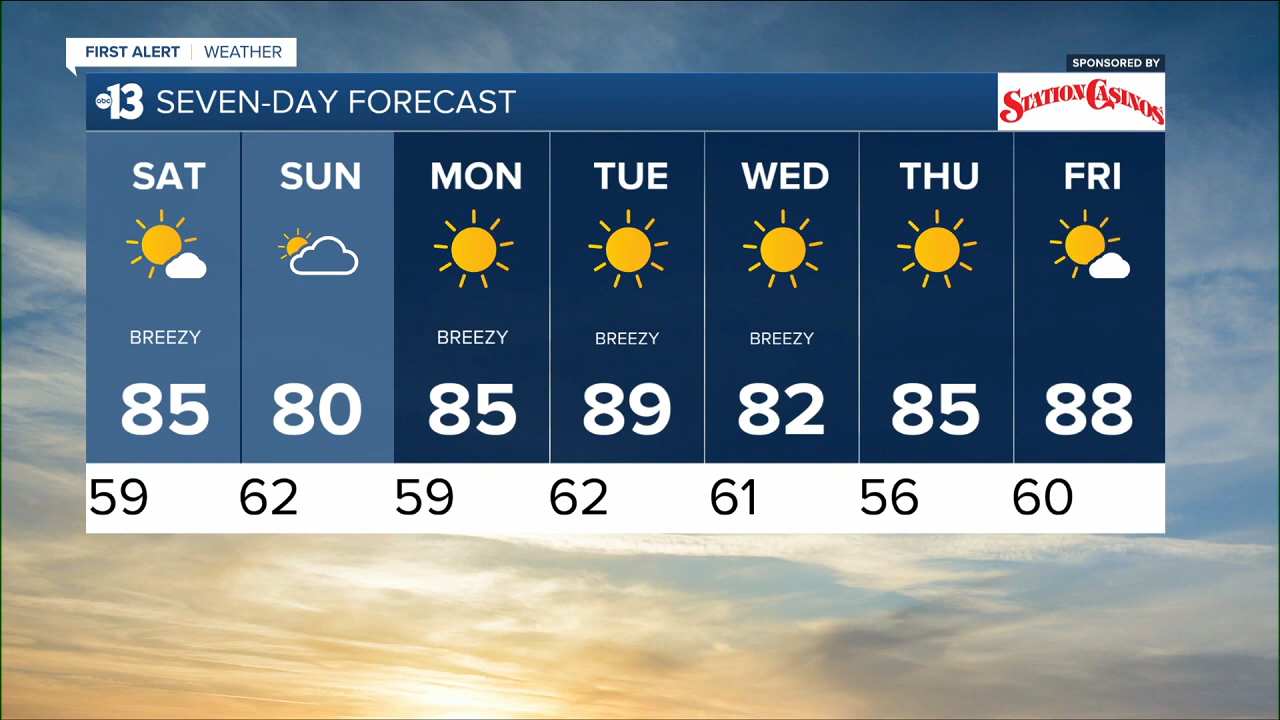 FIRST ALERT | WEATHER
SPONSORED BY
abc 13 SEVEN-DAY FORECAST
STATION CASINOS
SAT SUN MON TUE WED THU FRI
BREEZY BREEZY BREEZY BREEZY
85 80 85 89 82 85 88
59 62 59 62 61 56 60